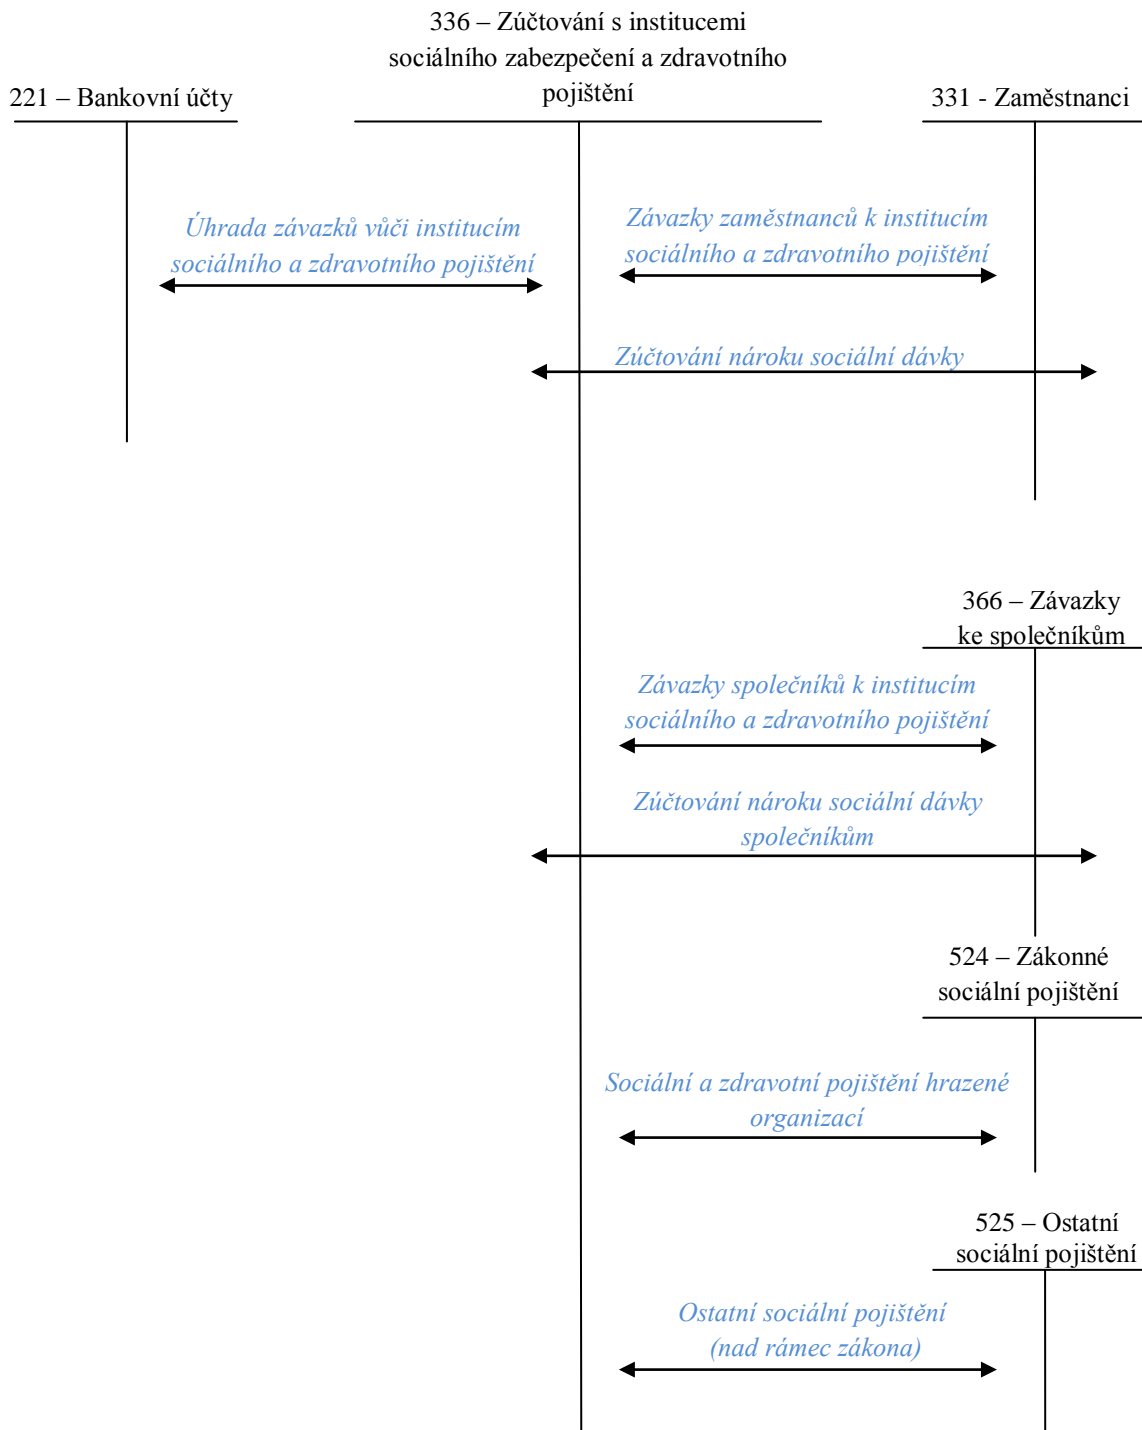 336 – Zúčtování s institucemi
sociálního zabezpečení a zdravotního
pojištění
221 – Bankovní účty
331 - Zaměstnanci
Úhrada závazků vůči institucím
sociálního a zdravotního pojištění
Závazky zaměstnanců k institucím
sociálního a zdravotního pojištění
Zúčtování nároku sociální dávky
366 – Závazky
ke společníkům
Závazky společníků k institucím
sociálního a zdravotního pojištění
Zúčtování nároku sociální dávky
společníkům
524 – Zákonné
sociální pojištění
Sociální a zdravotní pojištění hrazené
organizací
525 – Ostatní
sociální pojištění
Ostatní sociální pojištění
(nad rámec zákona)